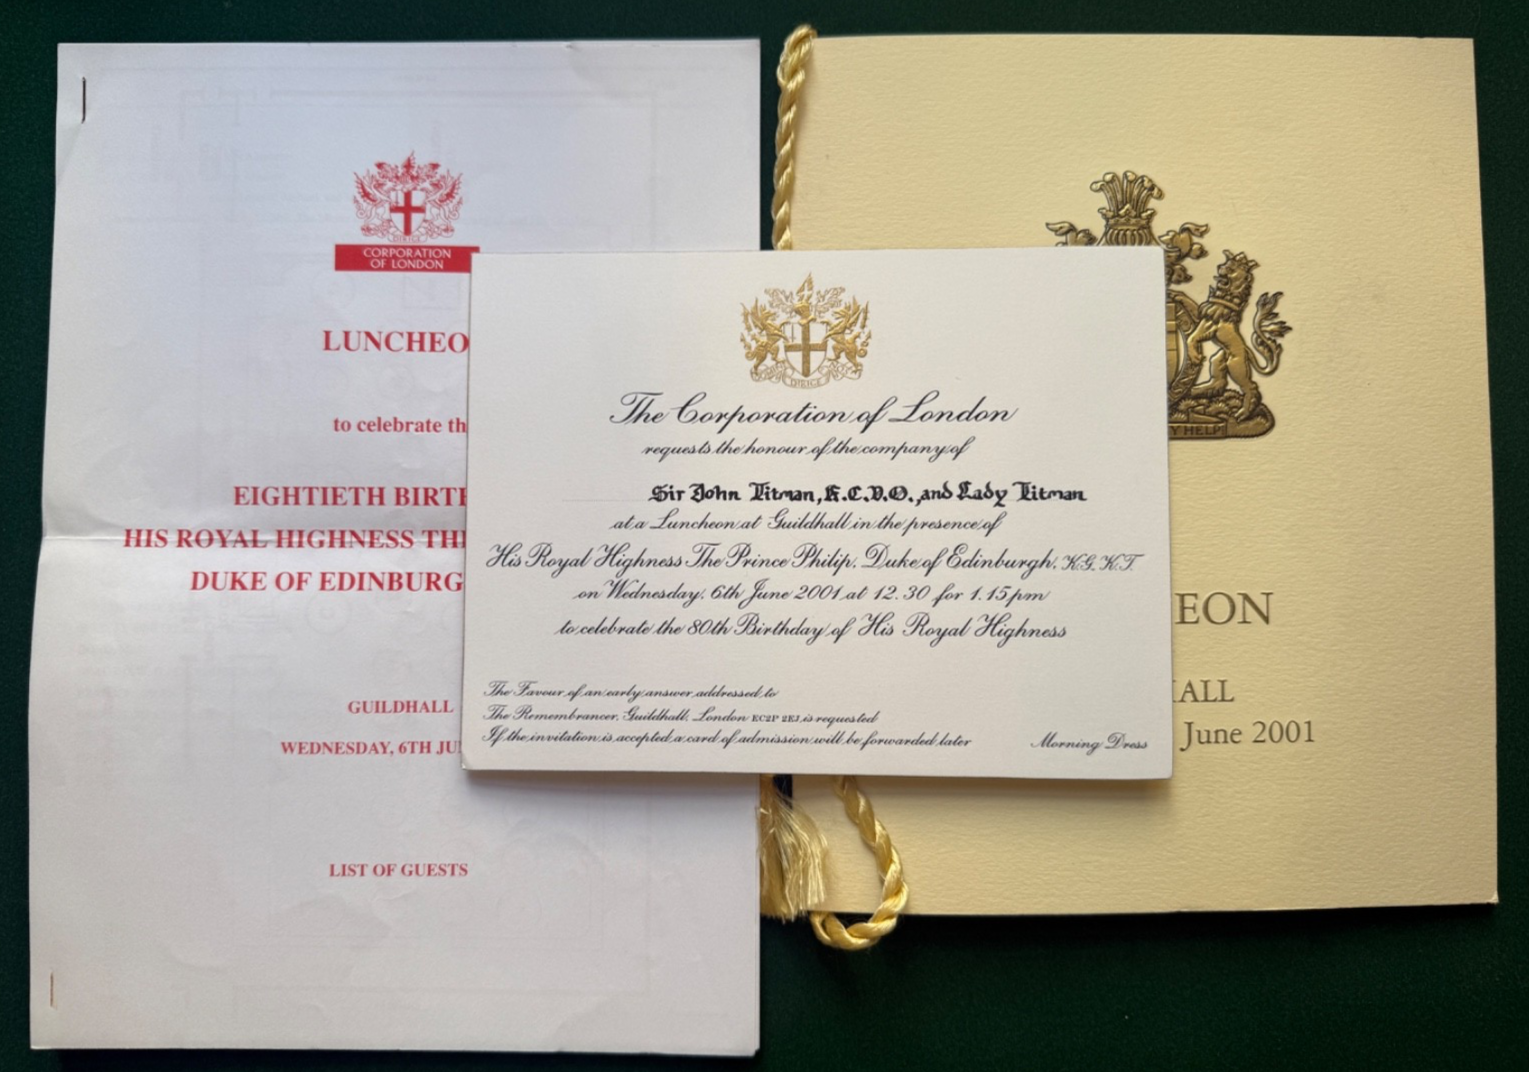 DIRIGE
CORPORATION
OF LONDON
LUNCHEO
to celebrate th
EIGHTIETH BIRT
HIS ROYAL HIGHNESS TH
DUKE OF EDINBURG
GUILDHALL
WEDNESDAY, 6TH JU
LIST OF GUESTS
DIRIGE
The Corporation of London
requests the honour of the company of
Sir John Titman, K.C.V.O., and Lady Titman
at a Luncheon at Guildhall in the presence of
His Royal Highness The Prince Philip, Duke of Edinburgh, K.G. K.T.
on Wednesday, 6th June 2001 at 12.30 for 1.15pm
to celebrate the 80th Birthday of His Royal Highness
The Favour of an early answer addressed to
The Remembrancer, Guildhall, London EC2P 2EJ, is requested
If the invitation is accepted a card of admission will be forwarded later
Morning Dress
Y HELP
EON
ALL
June 2001